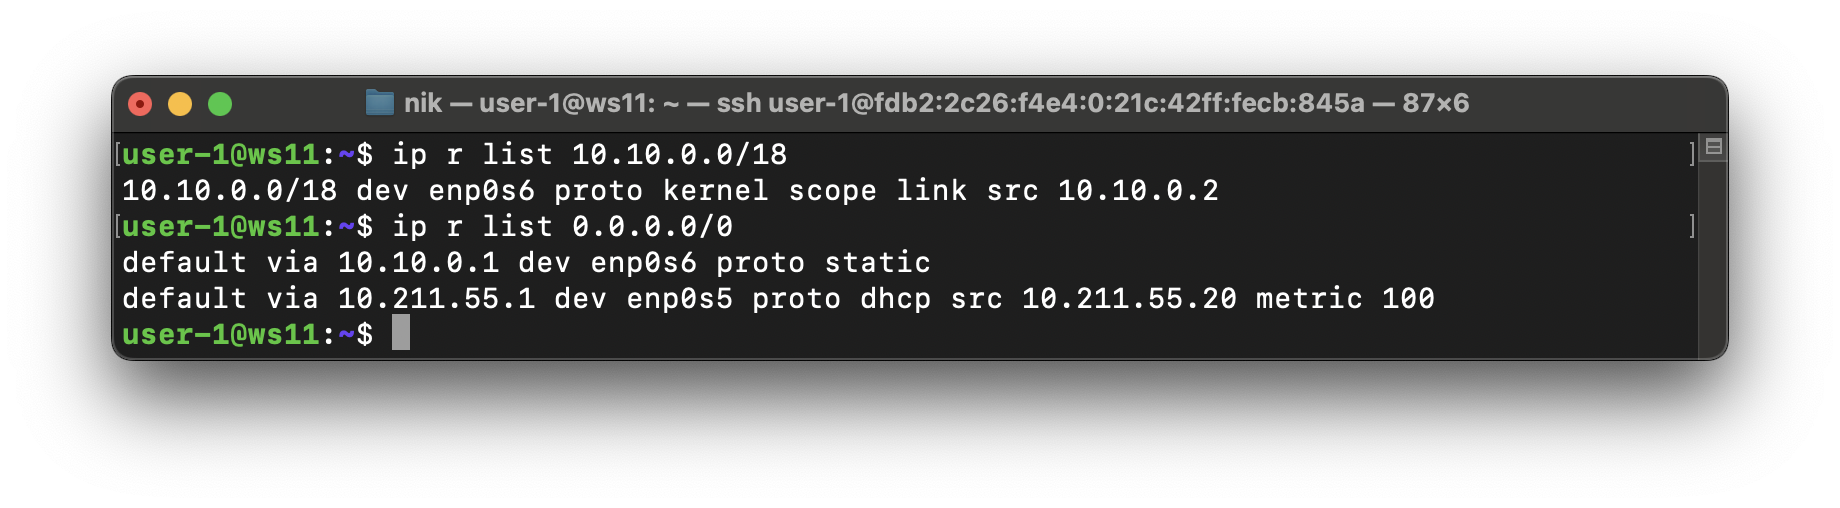 nik — user-1@ws11: ~ — ssh user-1@fdb2:2c26:f4e4:0:21c:42ff:fecb:845a — 87×6
[user-1@ws11:~$ ip r list 10.10.0.0/18 ]
10.10.0.0/18 dev enp0s6 proto kernel scope link src 10.10.0.2
[user-1@ws11:~$ ip r list 0.0.0.0/0 ]
default via 10.10.0.1 dev enp0s6 proto static
default via 10.211.55.1 dev enp0s5 proto dhcp src 10.211.55.20 metric 100
user-1@ws11:~$